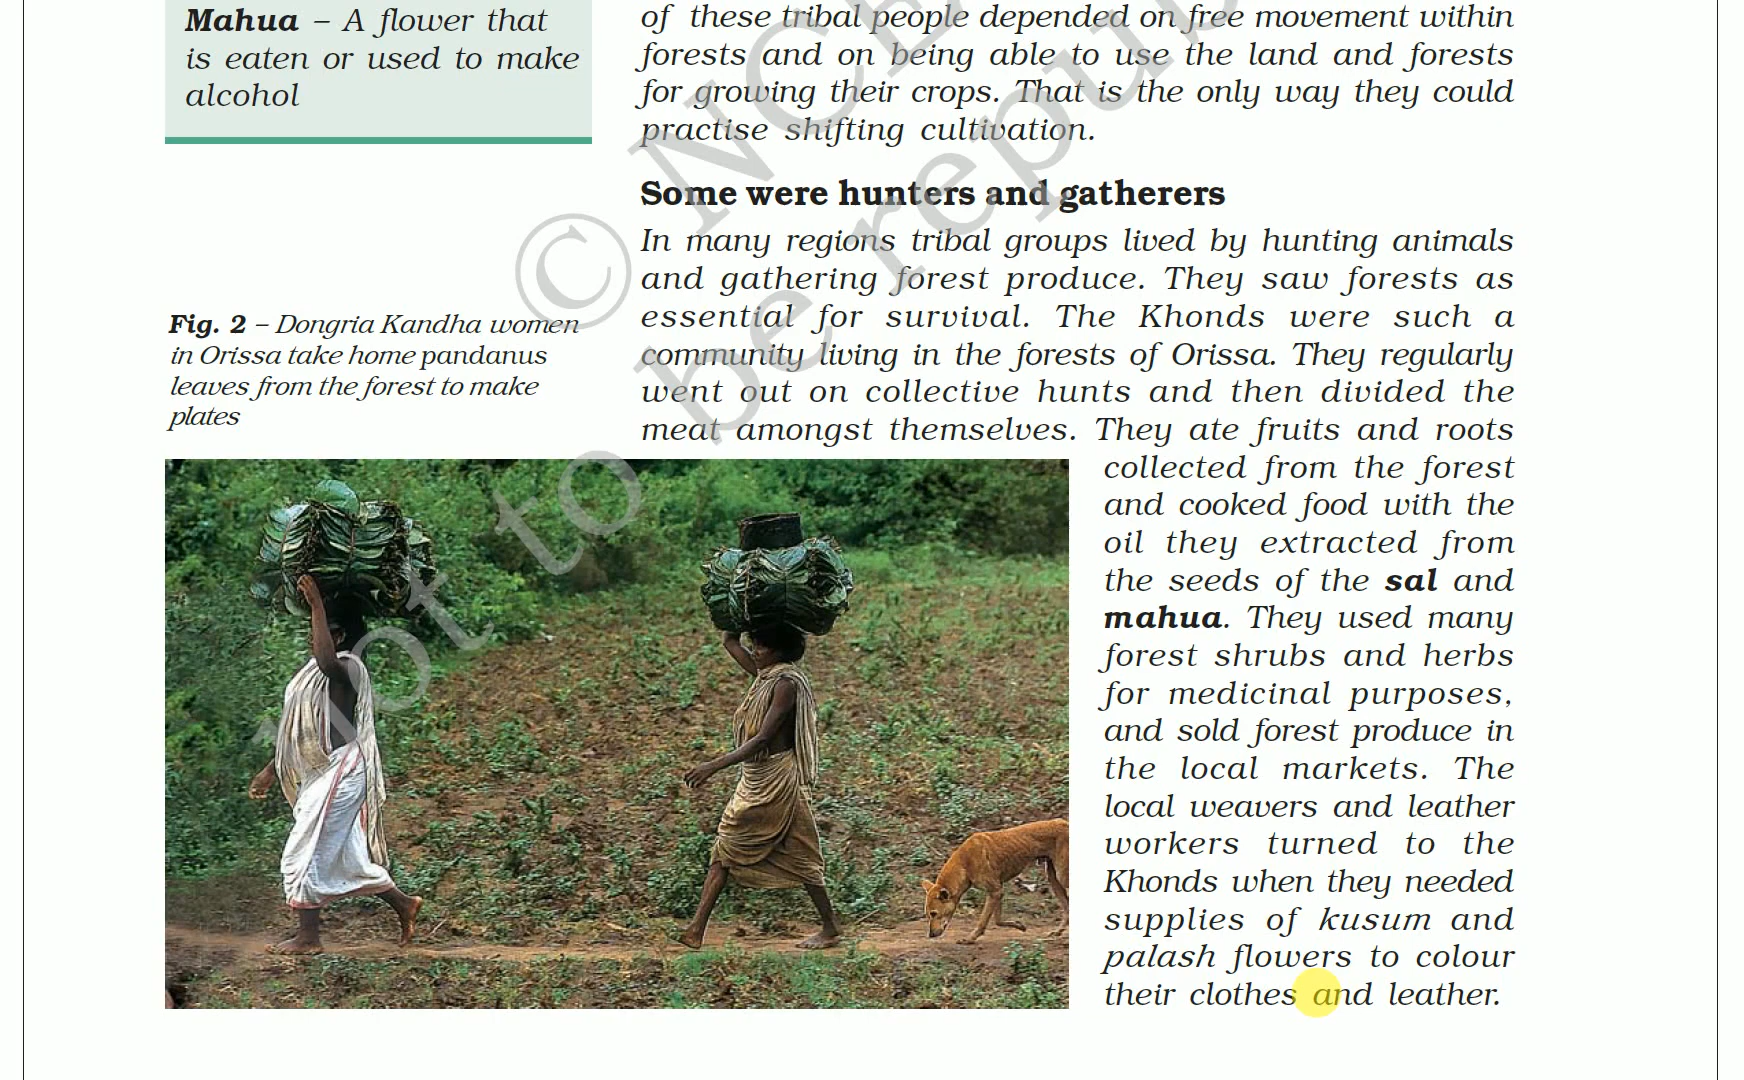 Mahua – A flower that
is eaten or used to make
alcohol
of these tribal people depended on free movement within
forests and on being able to use the land and forests
for growing their crops. That is the only way they could
practise shifting cultivation.
Some were hunters and gatherers
In many regions tribal groups lived by hunting animals
and gathering forest produce. They saw forests as
essential for survival. The Khonds were such a
community living in the forests of Orissa. They regularly
went out on collective hunts and then divided the
meat amongst themselves. They ate fruits and roots
collected from the forest
and cooked food with the
oil they extracted from
the seeds of the sal and
mahua. They used many
forest shrubs and herbs
for medicinal purposes,
and sold forest produce in
the local markets. The
local weavers and leather
workers turned to the
Khonds when they needed
supplies of kusum and
palash flowers to colour
their clothes and leather.
Fig. 2 – Dongria Kandha women
in Orissa take home pandanus
leaves from the forest to make
plates
©
not to be